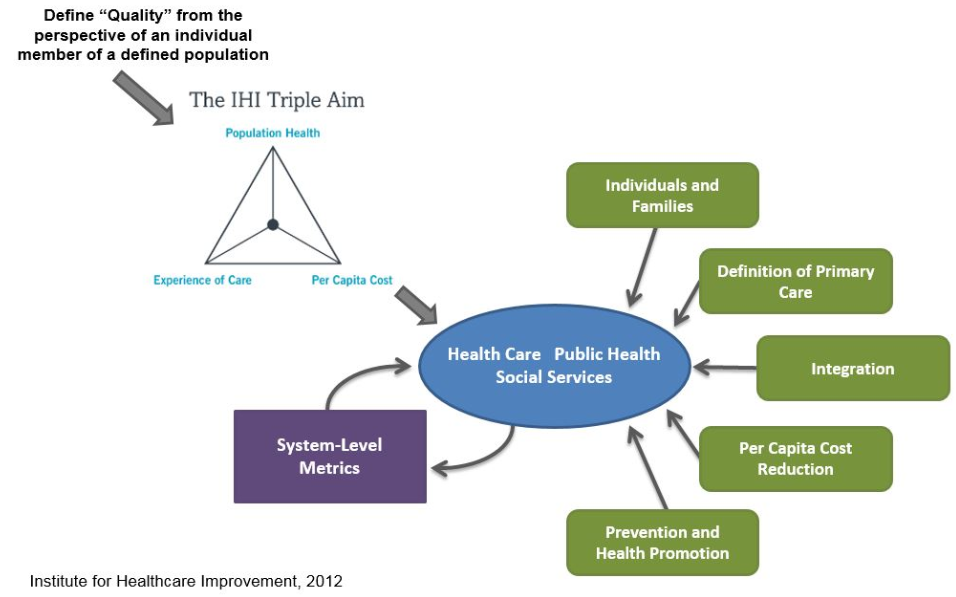 Define “Quality” from the
perspective of an individual
member of a defined population
The IHI Triple Aim
Population Health
Experience of Care
Per Capita Cost
Individuals and
Families
Definition of Primary
Care
Integration
Per Capita Cost
Reduction
Prevention and
Health Promotion
Health Care   Public Health
Social Services
System-Level
Metrics
Institute for Healthcare Improvement, 2012